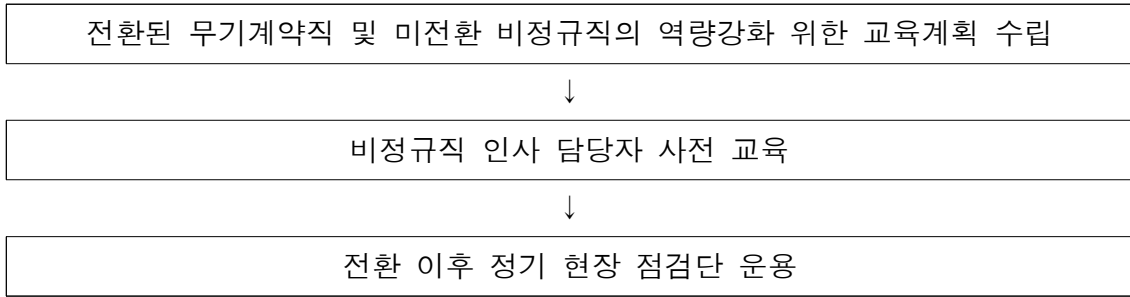 전환된 무기계약직 및 미전환 비정규직의 역량강화 위한 교육계획 수립
↓
비정규직 인사 담당자 사전 교육
↓
전환 이후 정기 현장 점검단 운용